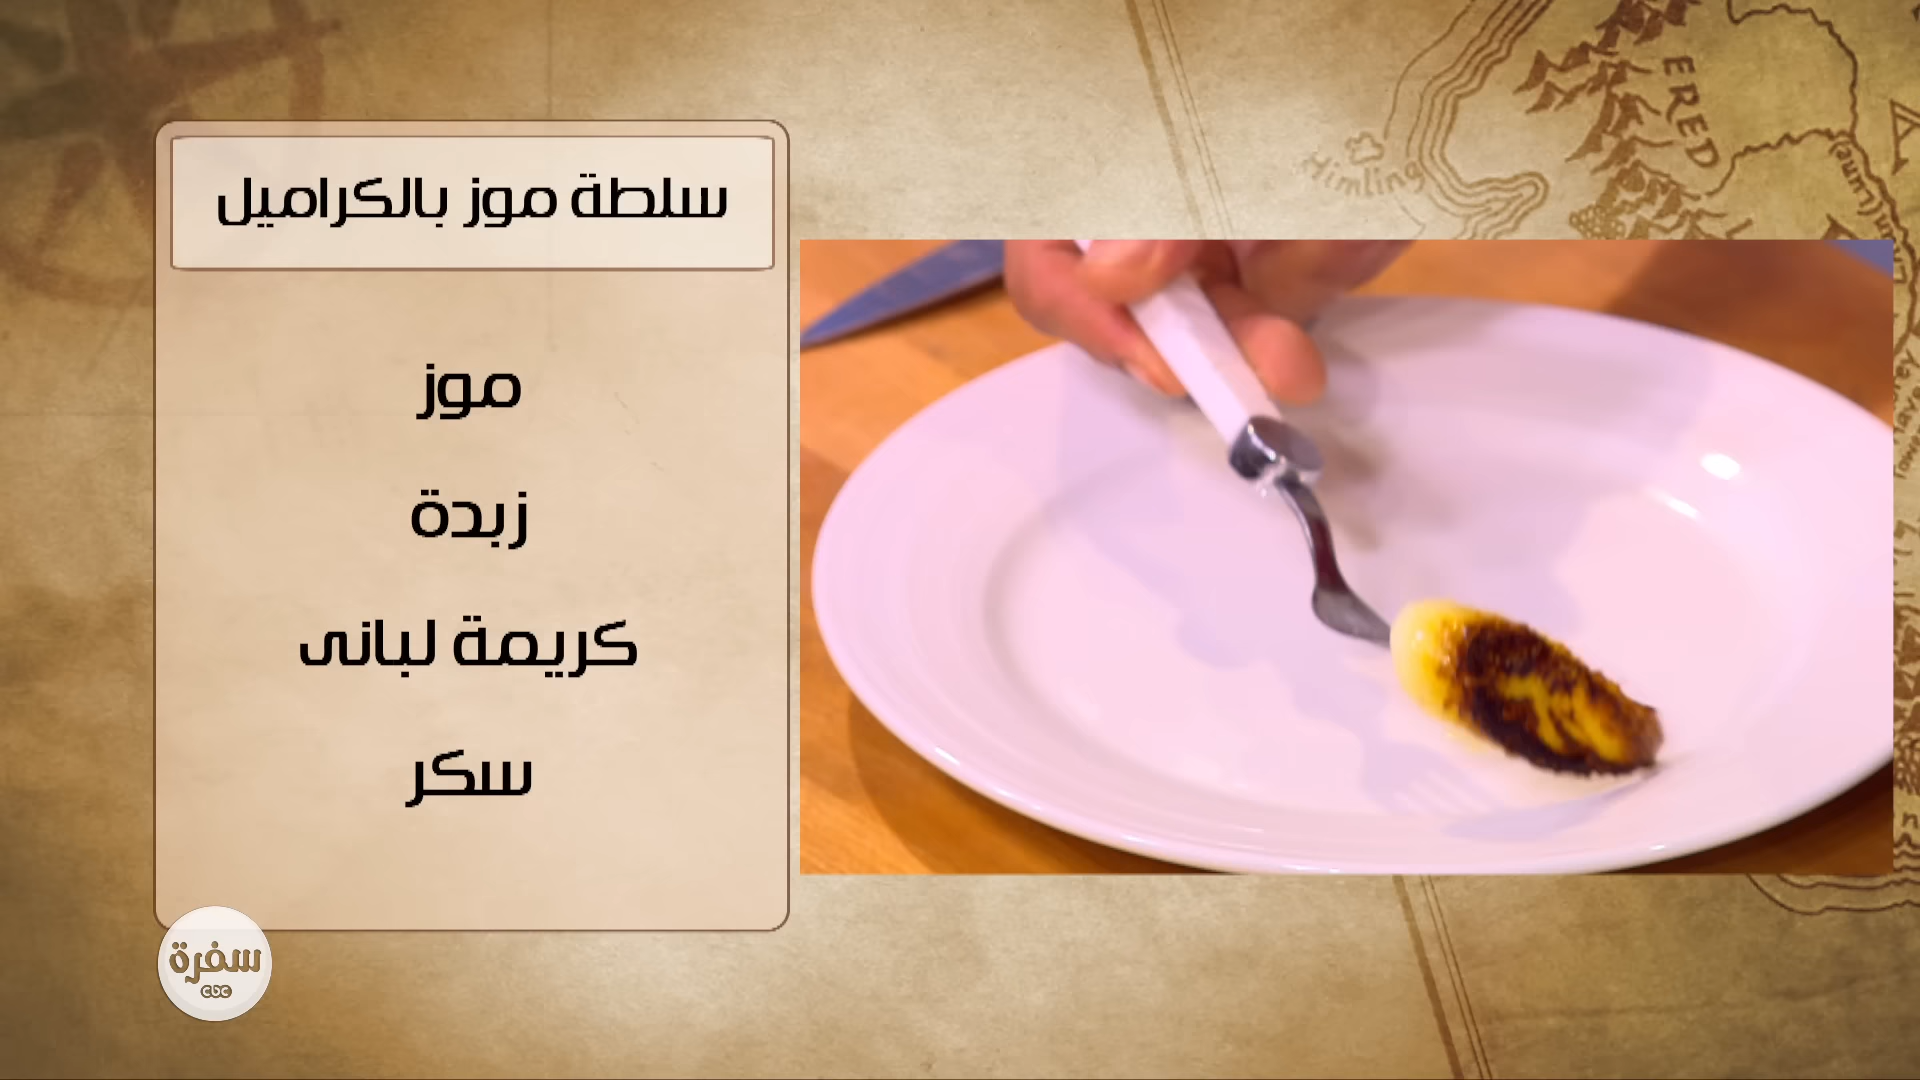 سلطة موز بالكراميل
موز
زبدة
كريمة لبانى
سكر
سفرة
cbc
ERED
Himling